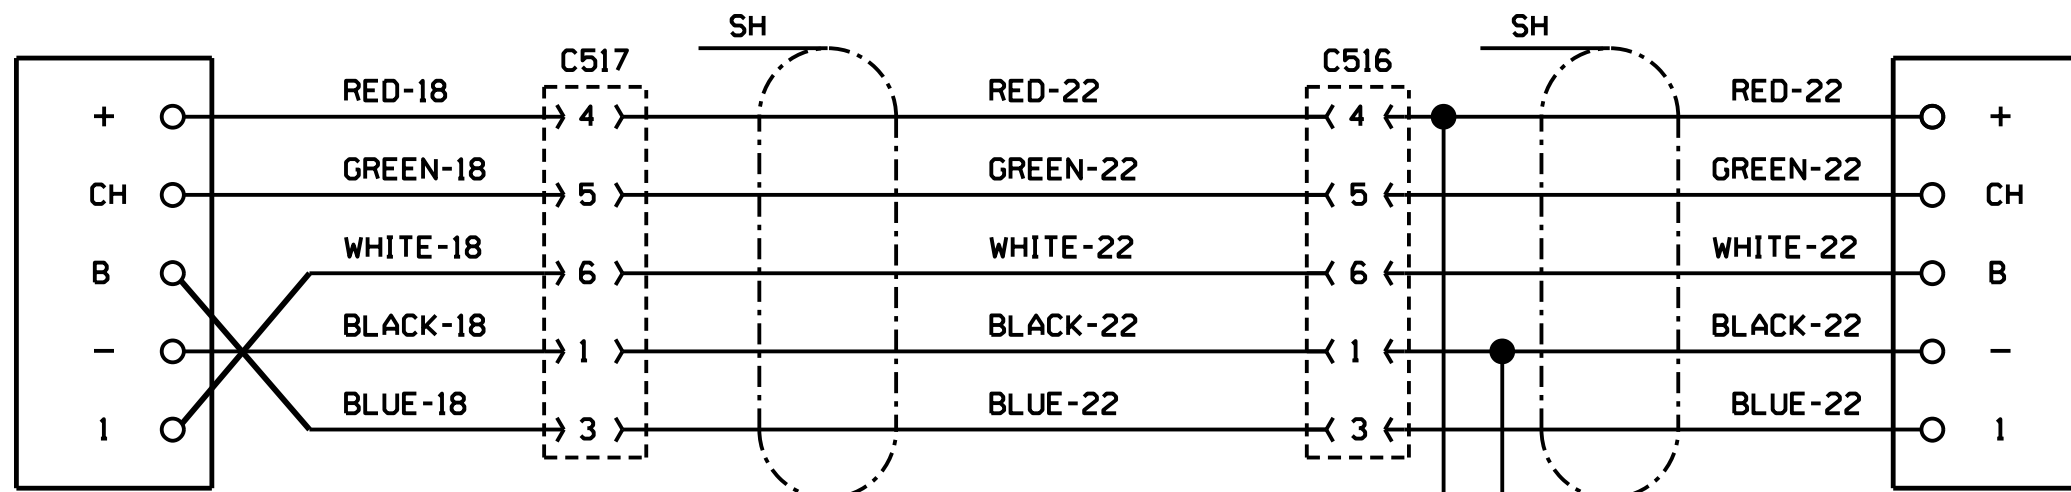 SH SH
C517 C516
RED-18 RED-22 RED-22
+ 4 4 +
GREEN-18 GREEN-22 GREEN-22
CH 5 5 CH
WHITE-18 WHITE-22 WHITE-22
B 6 6 B
BLACK-18 BLACK-22 BLACK-22
- 1 1 -
BLUE-18 BLUE-22 BLUE-22
1 3 3 1